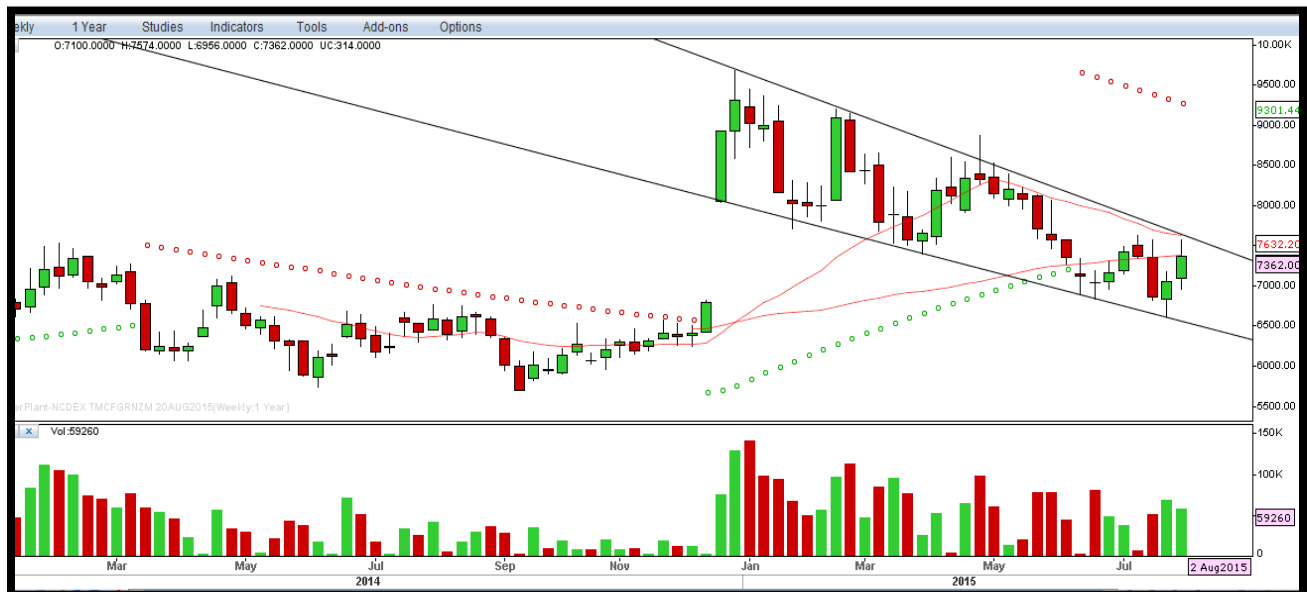 ekly 1 Year Studies Indicators Tools Add-ons Options
O:7100.0000 H:7574.0000 L:6956.0000 C:7362.0000 UC:314.0000
10.00K
9500.00
9301.44
9000.00
8500.00
8000.00
7632.20
7362.00
7000.00
6500.00
6000.00
5500.00
erPlant-NCDEX TMCFGRNZM 20AUG2015(Weekly:1 Year)
x Vol:59260
150K
100K
59260
0
Mar May Jul Sep Nov Jan Mar May Jul 2 Aug2015
2014 2015